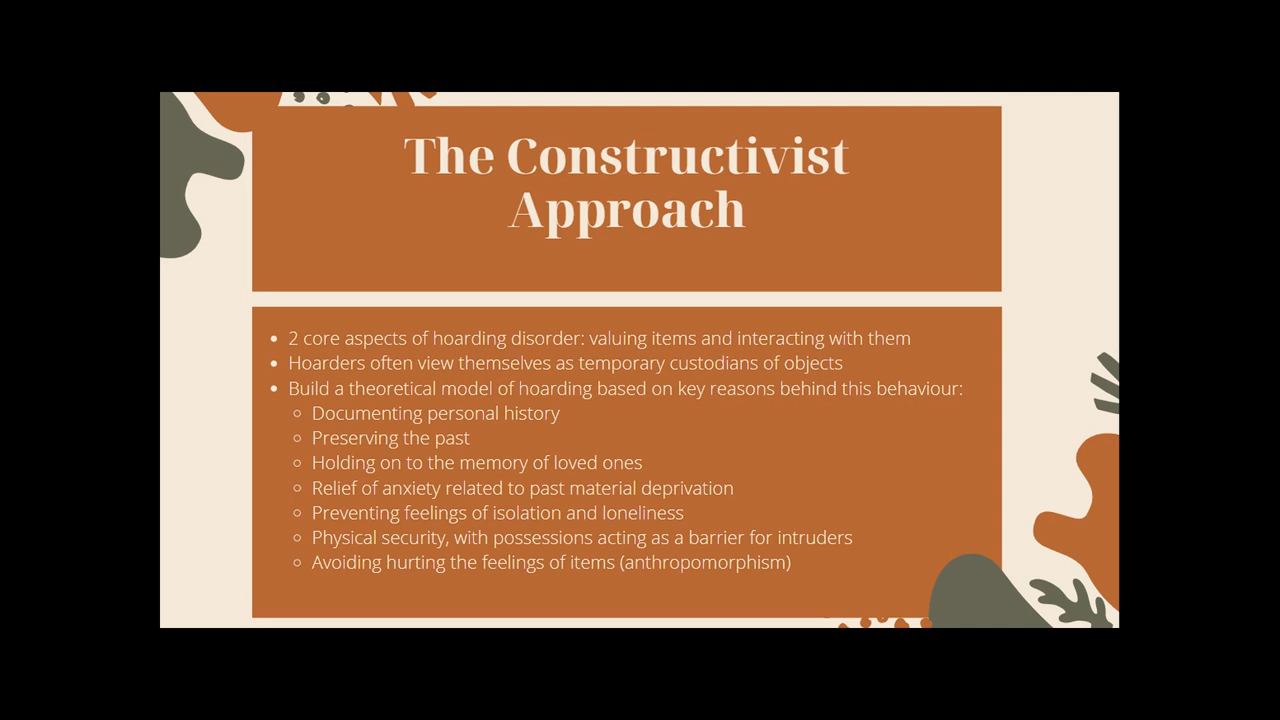 The Constructivist
Approach
• 2 core aspects of hoarding disorder: valuing items and interacting with them
• Hoarders often view themselves as temporary custodians of objects
• Build a theoretical model of hoarding based on key reasons behind this behaviour:
◦ Documenting personal history
◦ Preserving the past
◦ Holding on to the memory of loved ones
◦ Relief of anxiety related to past material deprivation
◦ Preventing feelings of isolation and loneliness
◦ Physical security, with possessions acting as a barrier for intruders
◦ Avoiding hurting the feelings of items (anthropomorphism)